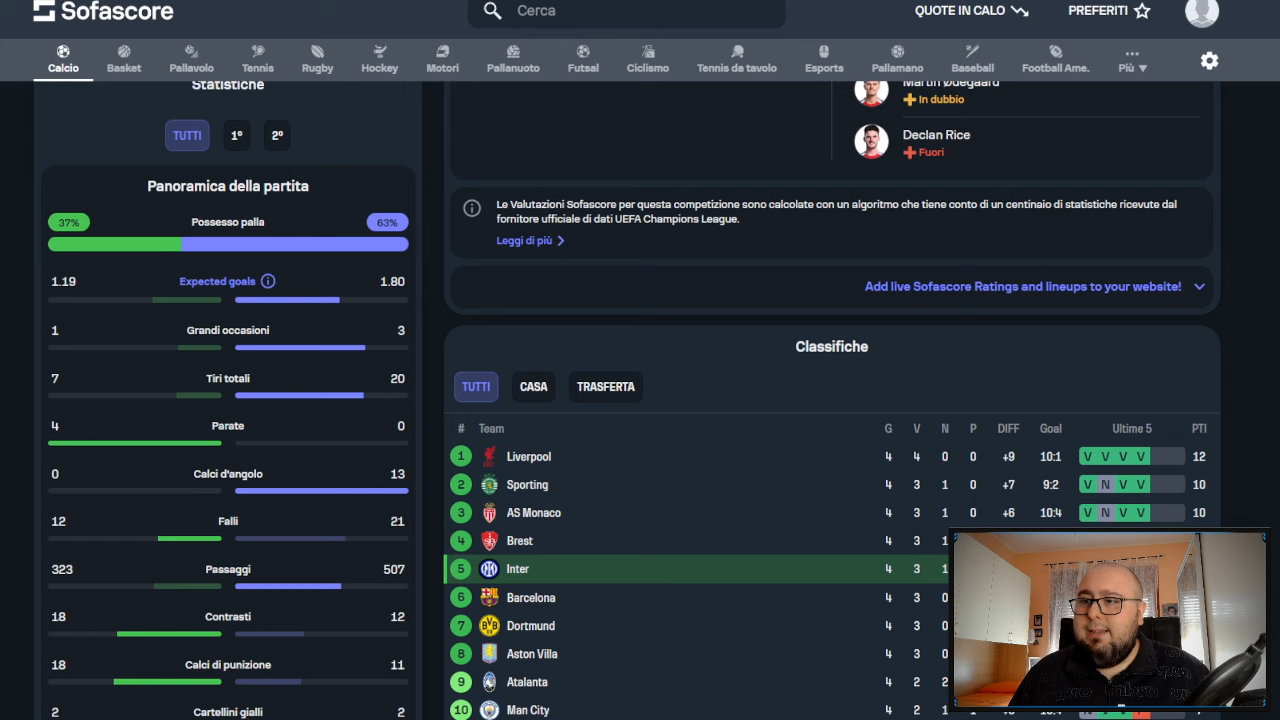 Sofascore
Cerca
QUOTE IN CALO
PREFERITI
Calcio
Basket
Pallavolo
Tennis
Rugby
Hockey
Motori
Pallanuoto
Futsal
Ciclismo
Tennis da tavolo
Esports
Pallamano
Baseball
Football Ame.
Più ▼
Statistiche
TUTTI 1º 2º
Panoramica della partita
37% Possesso palla 63%
1.19 Expected goals 1.80
1 Grandi occasioni 3
7 Tiri totali 20
4 Parate 0
0 Calci d'angolo 13
12 Falli 21
323 Passaggi 507
18 Contrasti 12
18 Calci di punizione 11
2 Cartellini gialli 2
Martin Ødegaard
In dubbio
Declan Rice
Fuori
Le Valutazioni Sofascore per questa competizione sono calcolate con un algoritmo che tiene conto di un centinaio di statistiche ricevute dal
fornitore ufficiale di dati UEFA Champions League.
Leggi di più
Add live Sofascore Ratings and lineups to your website!
Classifiche
TUTTI CASA TRASFERTA
# Team G V N P DIFF Goal Ultime 5 PTI
1 Liverpool 4 4 0 0 +9 10:1 V V V V 12
2 Sporting 4 3 1 0 +7 9:2 V N V V 10
3 AS Monaco 4 3 1 0 +6 10:4 V N V V 10
4 Brest 4 3 1
5 Inter 4 3 1
6 Barcelona 4 3 0
7 Dortmund 4 3 0
8 Aston Villa 4 3 0
9 Atalanta 4 2 2
10 Man City 4 2 1